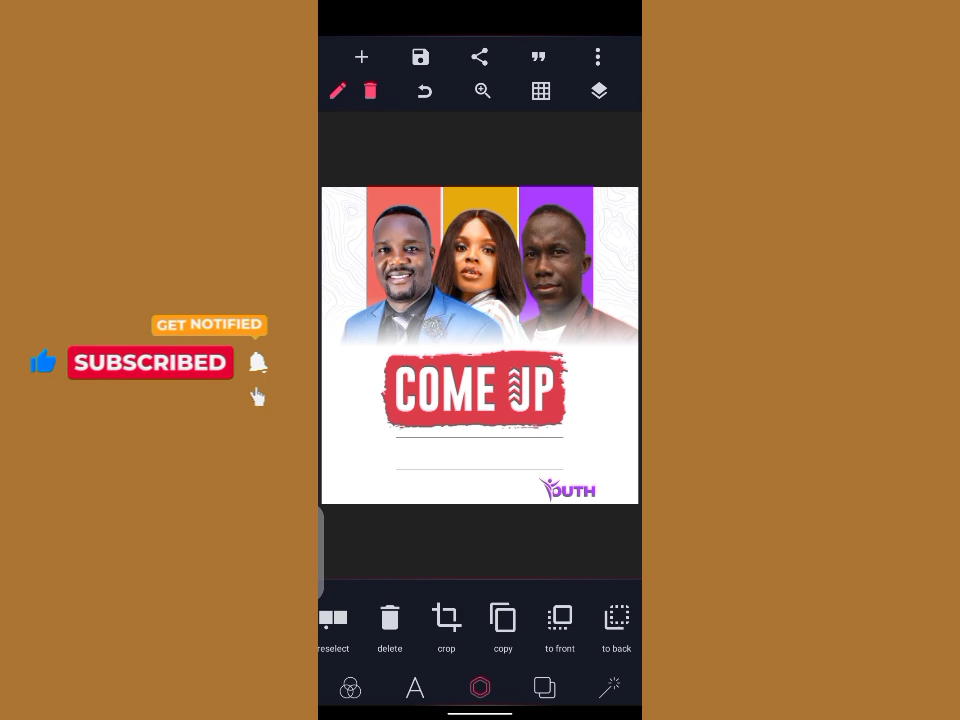 GET NOTIFIED
SUBSCRIBED
COME UP
YOUTH
reselect
delete
crop
copy
to front
to back